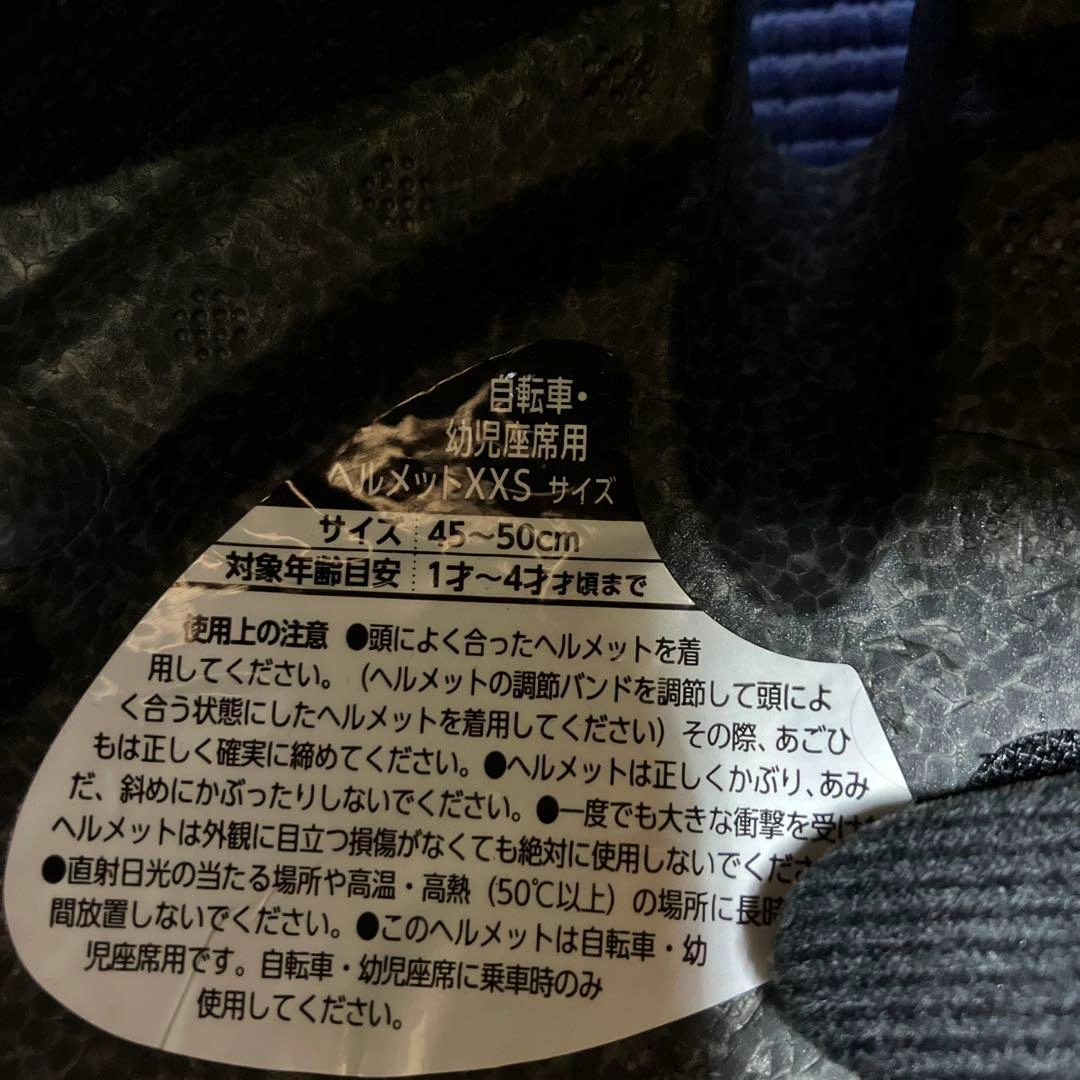 自転車・
幼児座席用
ヘルメットXXS サイズ
サイズ 45〜50cm
対象年齢目安 1才〜4才才頃まで
使用上の注意 ●頭によく合ったヘルメットを着
用してください。(ヘルメットの調節バンドを調節して頭によ
く合う状態にしたヘルメットを着用してください)その際、あごひ
もは正しく確実に締めてください。●ヘルメットは正しくかぶり、あみ
だ、斜めにかぶったりしないでください。●一度でも大きな衝撃を受け
ヘルメットは外観に目立つ損傷がなくても絶対に使用しないでくださ
●直射日光の当たる場所や高温・高熱(50℃以上)の場所に長時
間放置しないでください。●このヘルメットは自転車・幼
児座席用です。自転車・幼児座席に乗車時のみ
使用してください。